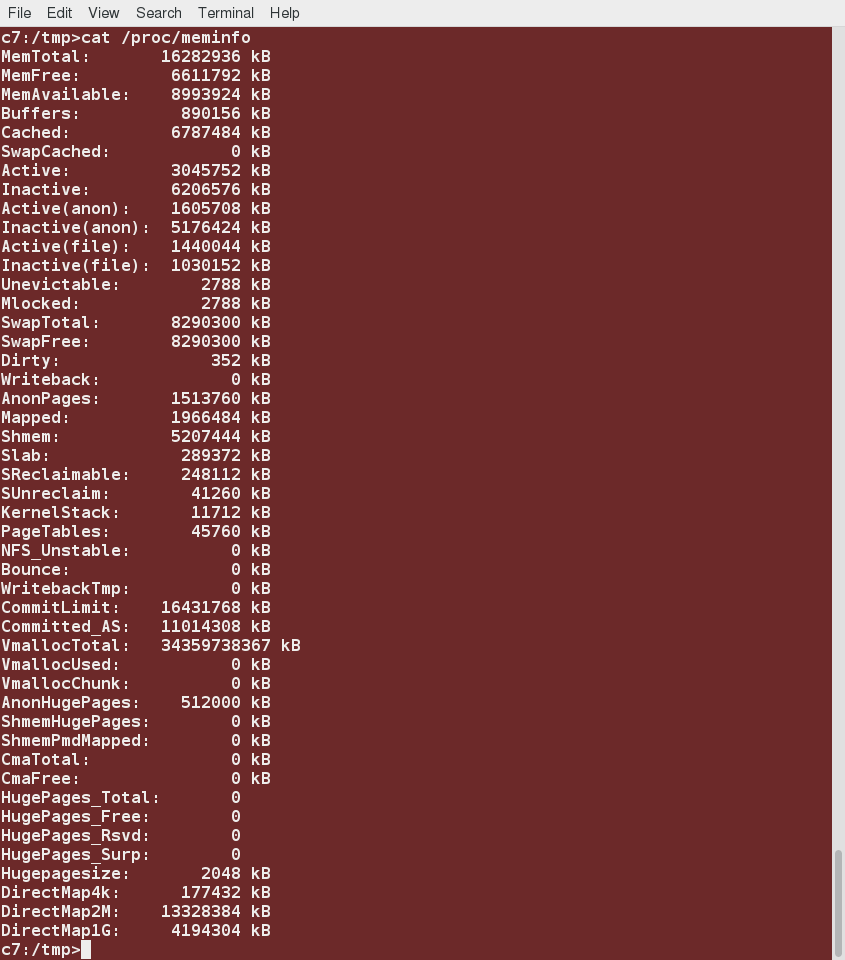 File Edit View Search Terminal Help
c7:/tmp>cat /proc/meminfo
MemTotal:       16282936 kB
MemFree:         6611792 kB
MemAvailable:    8993924 kB
Buffers:          890156 kB
Cached:          6787484 kB
SwapCached:            0 kB
Active:          3045752 kB
Inactive:        6206576 kB
Active(anon):    1605708 kB
Inactive(anon):  5176424 kB
Active(file):    1440044 kB
Inactive(file):  1030152 kB
Unevictable:        2788 kB
Mlocked:            2788 kB
SwapTotal:       8290300 kB
SwapFree:        8290300 kB
Dirty:               352 kB
Writeback:             0 kB
AnonPages:       1513760 kB
Mapped:          1966484 kB
Shmem:           5207444 kB
Slab:             289372 kB
SReclaimable:     248112 kB
SUnreclaim:        41260 kB
KernelStack:       11712 kB
PageTables:        45760 kB
NFS_Unstable:          0 kB
Bounce:                0 kB
WritebackTmp:          0 kB
CommitLimit:    16431768 kB
Committed_AS:   11014308 kB
VmallocTotal:   34359738367 kB
VmallocUsed:           0 kB
VmallocChunk:          0 kB
AnonHugePages:    512000 kB
ShmemHugePages:        0 kB
ShmemPmdMapped:        0 kB
CmaTotal:              0 kB
CmaFree:               0 kB
HugePages_Total:       0
HugePages_Free:        0
HugePages_Rsvd:        0
HugePages_Surp:        0
Hugepagesize:       2048 kB
DirectMap4k:      177432 kB
DirectMap2M:    13328384 kB
DirectMap1G:     4194304 kB
c7:/tmp>